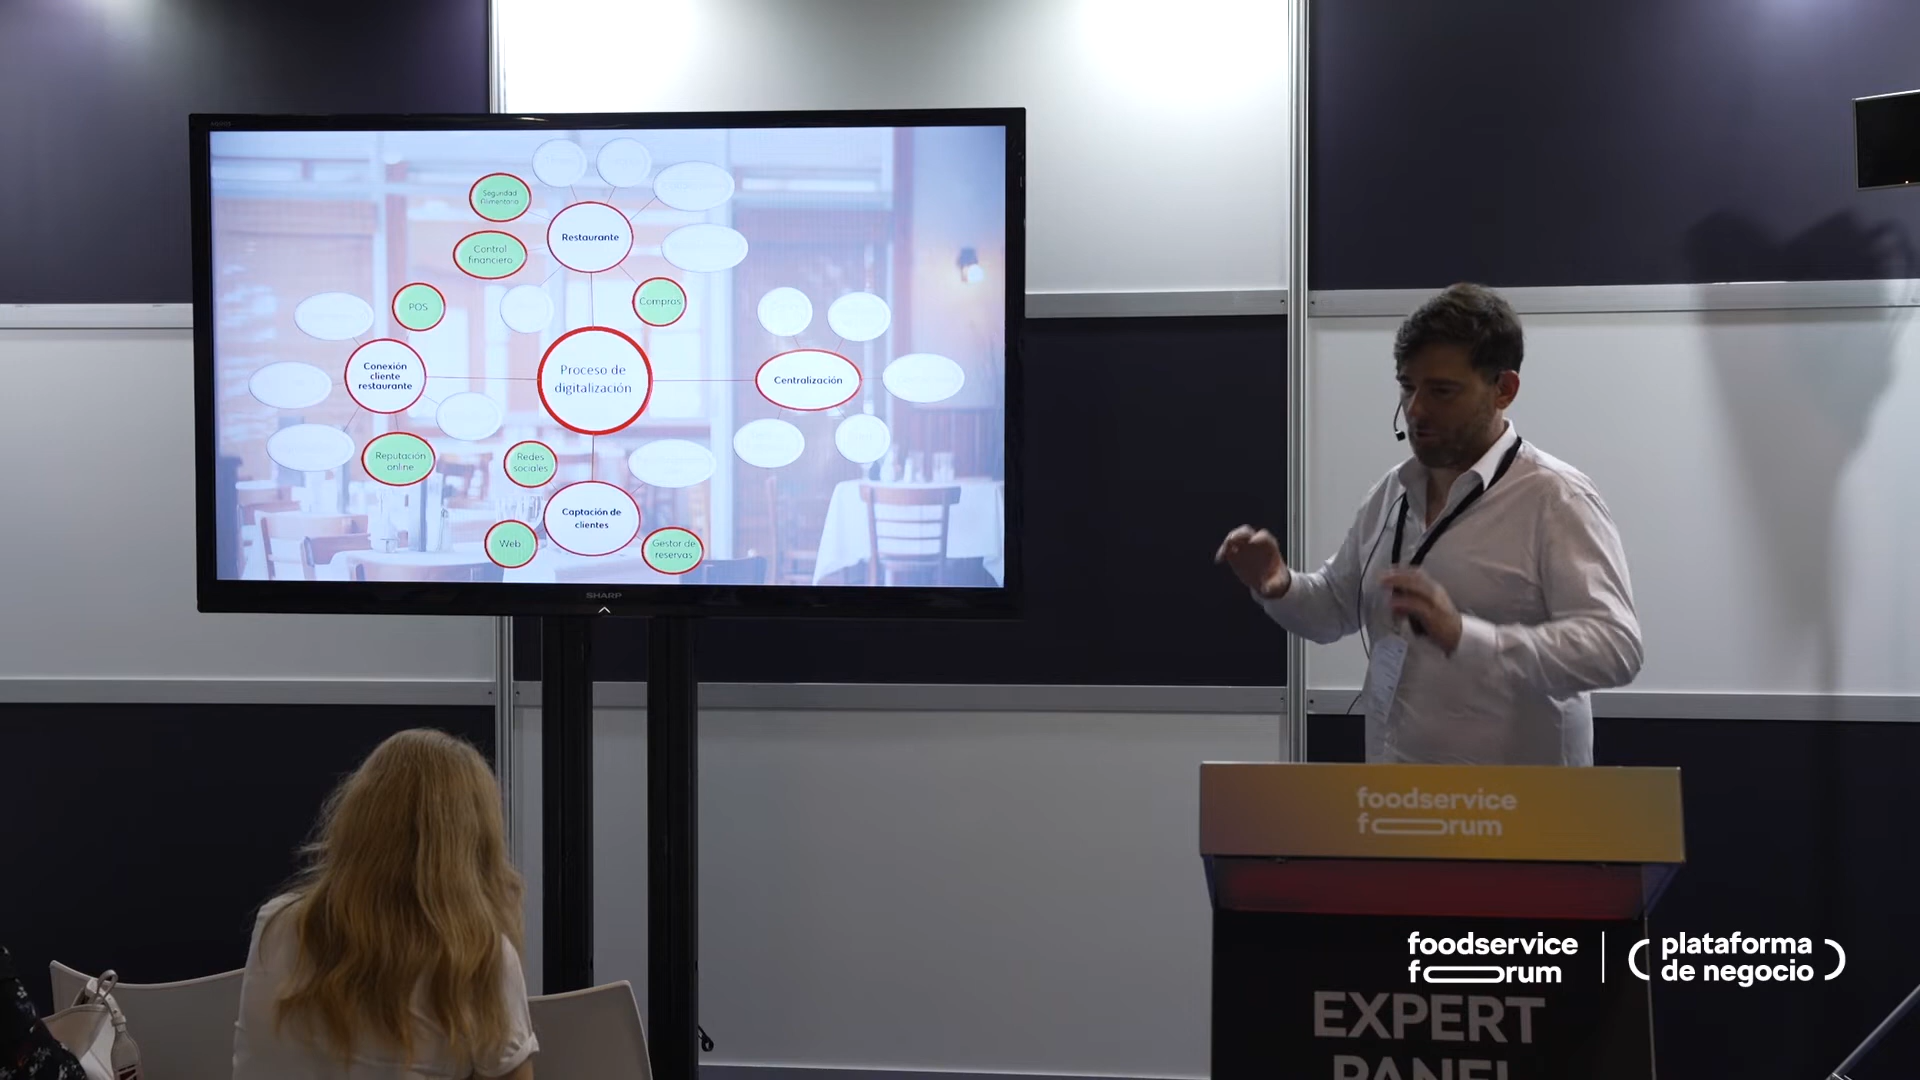 Seguridad
Alimentaria
Restaurante
Control
financiero
POS
Compras
Conexión
cliente
restaurante
Proceso de
digitalización
Centralización
Reputación
online
Redes
sociales
Captación de
clientes
Web
Gestor de
reservas
SHARP
foodservice
forum
foodservice
forum
plataforma
de negocio
EXPERT
PANEL